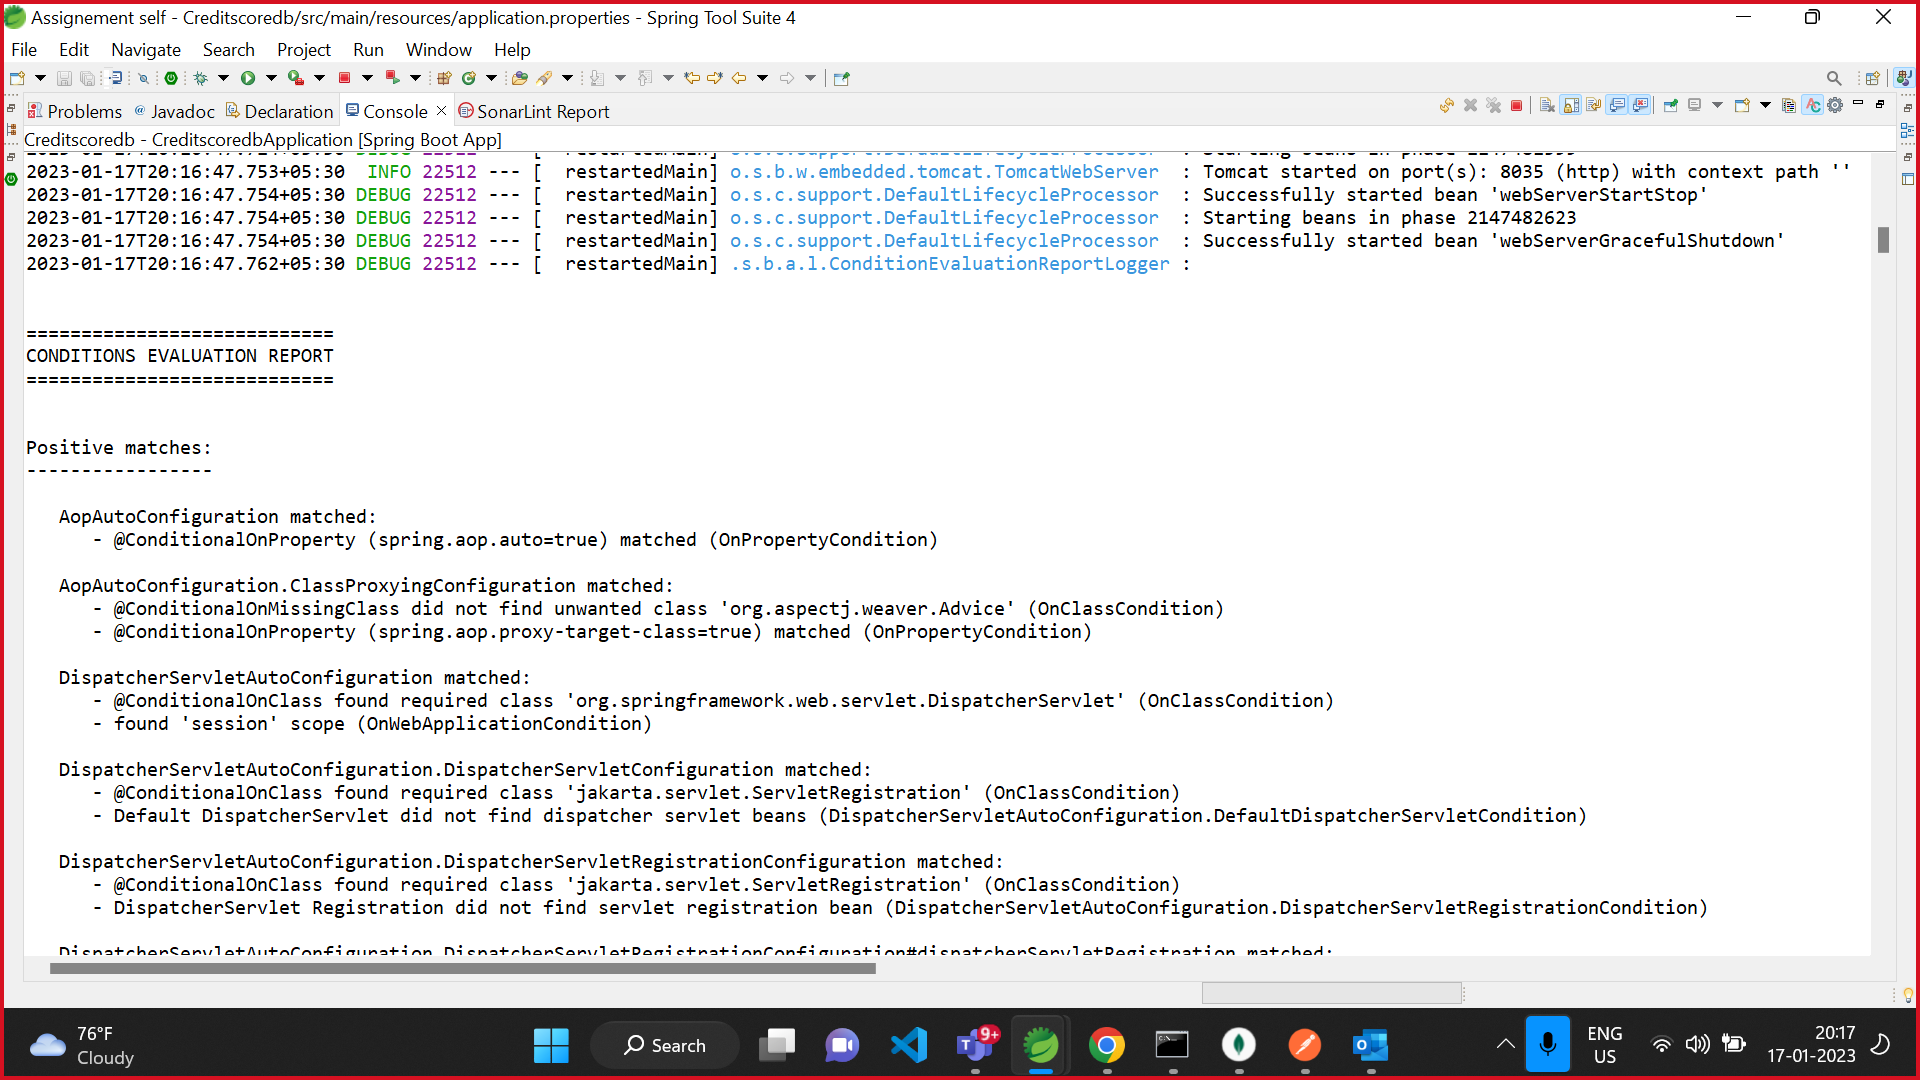 Assignement self - Creditscoredb/src/main/resources/application.properties - Spring Tool Suite 4
File Edit Navigate Search Project Run Window Help
Problems @ Javadoc Declaration Console SonarLint Report
Creditscoredb - CreditscoredbApplication [Spring Boot App]
2023-01-17T20:16:47.753+05:30 INFO 22512 --- [ restartedMain] o.s.b.w.embedded.tomcat.TomcatWebServer : Tomcat started on port(s): 8035 (http) with context path ''
2023-01-17T20:16:47.754+05:30 DEBUG 22512 --- [ restartedMain] o.s.c.support.DefaultLifecycleProcessor : Successfully started bean 'webServerStartStop'
2023-01-17T20:16:47.754+05:30 DEBUG 22512 --- [ restartedMain] o.s.c.support.DefaultLifecycleProcessor : Starting beans in phase 2147482623
2023-01-17T20:16:47.754+05:30 DEBUG 22512 --- [ restartedMain] o.s.c.support.DefaultLifecycleProcessor : Successfully started bean 'webServerGracefulShutdown'
2023-01-17T20:16:47.762+05:30 DEBUG 22512 --- [ restartedMain] .s.b.a.l.ConditionEvaluationReportLogger :
============================
CONDITIONS EVALUATION REPORT
============================
Positive matches:
-----------------
AopAutoConfiguration matched:
- @ConditionalOnProperty (spring.aop.auto=true) matched (OnPropertyCondition)
AopAutoConfiguration.ClassProxyingConfiguration matched:
- @ConditionalOnMissingClass did not find unwanted class 'org.aspectj.weaver.Advice' (OnClassCondition)
- @ConditionalOnProperty (spring.aop.proxy-target-class=true) matched (OnPropertyCondition)
DispatcherServletAutoConfiguration matched:
- @ConditionalOnClass found required class 'org.springframework.web.servlet.DispatcherServlet' (OnClassCondition)
- found 'session' scope (OnWebApplicationCondition)
DispatcherServletAutoConfiguration.DispatcherServletConfiguration matched:
- @ConditionalOnClass found required class 'jakarta.servlet.ServletRegistration' (OnClassCondition)
- Default DispatcherServlet did not find dispatcher servlet beans (DispatcherServletAutoConfiguration.DefaultDispatcherServletCondition)
DispatcherServletAutoConfiguration.DispatcherServletRegistrationConfiguration matched:
- @ConditionalOnClass found required class 'jakarta.servlet.ServletRegistration' (OnClassCondition)
- DispatcherServlet Registration did not find servlet registration bean (DispatcherServletAutoConfiguration.DispatcherServletRegistrationCondition)
DispatcherServletAutoConfiguration.DispatcherServletRegistrationConfiguration#dispatcherServletRegistration matched:
76°F
Cloudy
Search
9+
ENG
US
20:17
17-01-2023